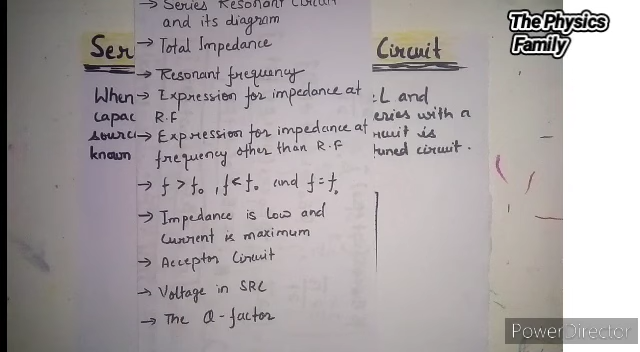 → Series Resonant Circuit
and its diagram
→ Total Impedance
→ Resonant frequency
→ Expression for impedance at
R.F
→ Expression for impedance at
frequency other than R.F
→ f > f₀, f < f₀ and f = f₀
→ Impedance is Low and
current is maximum
→ Acceptor Circuit
→ Voltage in SRC
→ The Q-factor
Ser
Circuit
When
L and
capac
eries with a
sourc
rcuit is
known
tuned circuit.
The Physics
Family
PowerDirector